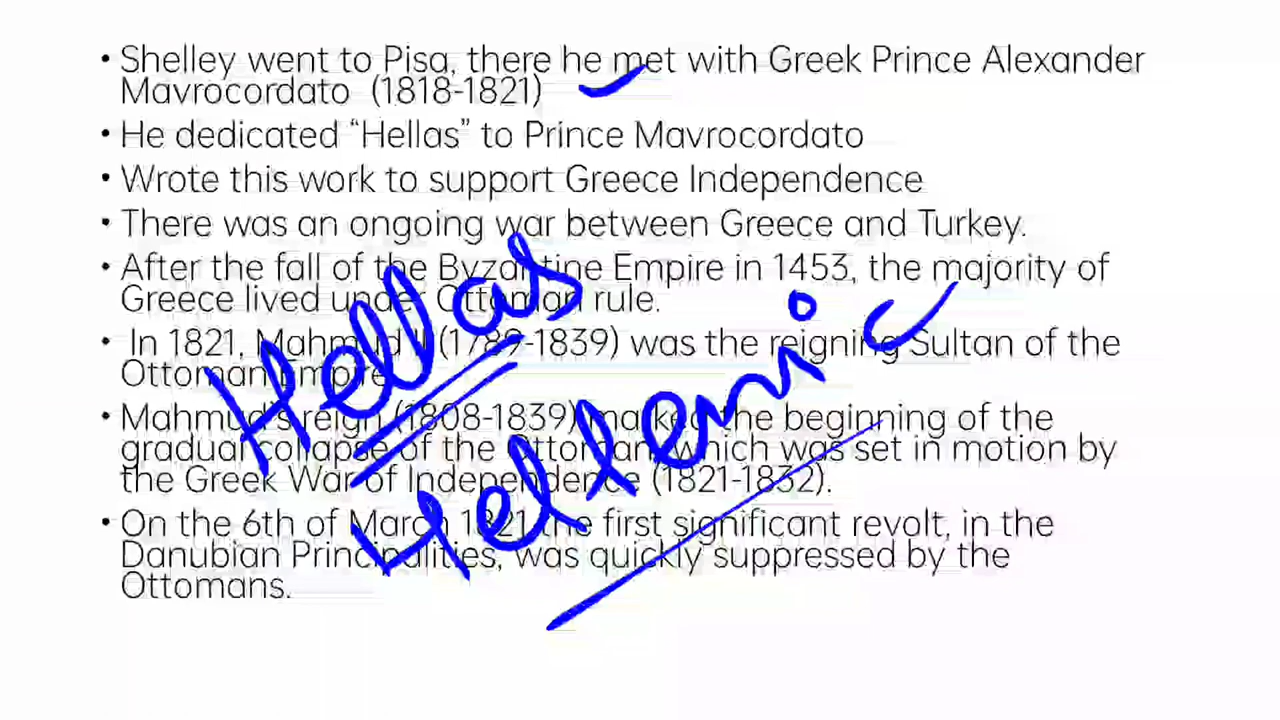 • Shelley went to Pisa, there he met with Greek Prince Alexander
Mavrocordato (1818-1821)
• He dedicated “Hellas” to Prince Mavrocordato
• Wrote this work to support Greece Independence
• There was an ongoing war between Greece and Turkey.
• After the fall of the Byzantine Empire in 1453, the majority of
Greece lived under Ottoman rule.
• In 1821, Mahmud II (1789-1839) was the reigning Sultan of the
Ottoman Empire
• Mahmud's reign (1808-1839) marked the beginning of the
gradual collapse of the Ottoman, which was set in motion by
the Greek War of Independence (1821-1832).
• On the 6th of March 1821, the first significant revolt, in the
Danubian Principalities, was quickly suppressed by the
Ottomans.
Hellas
Hellenic